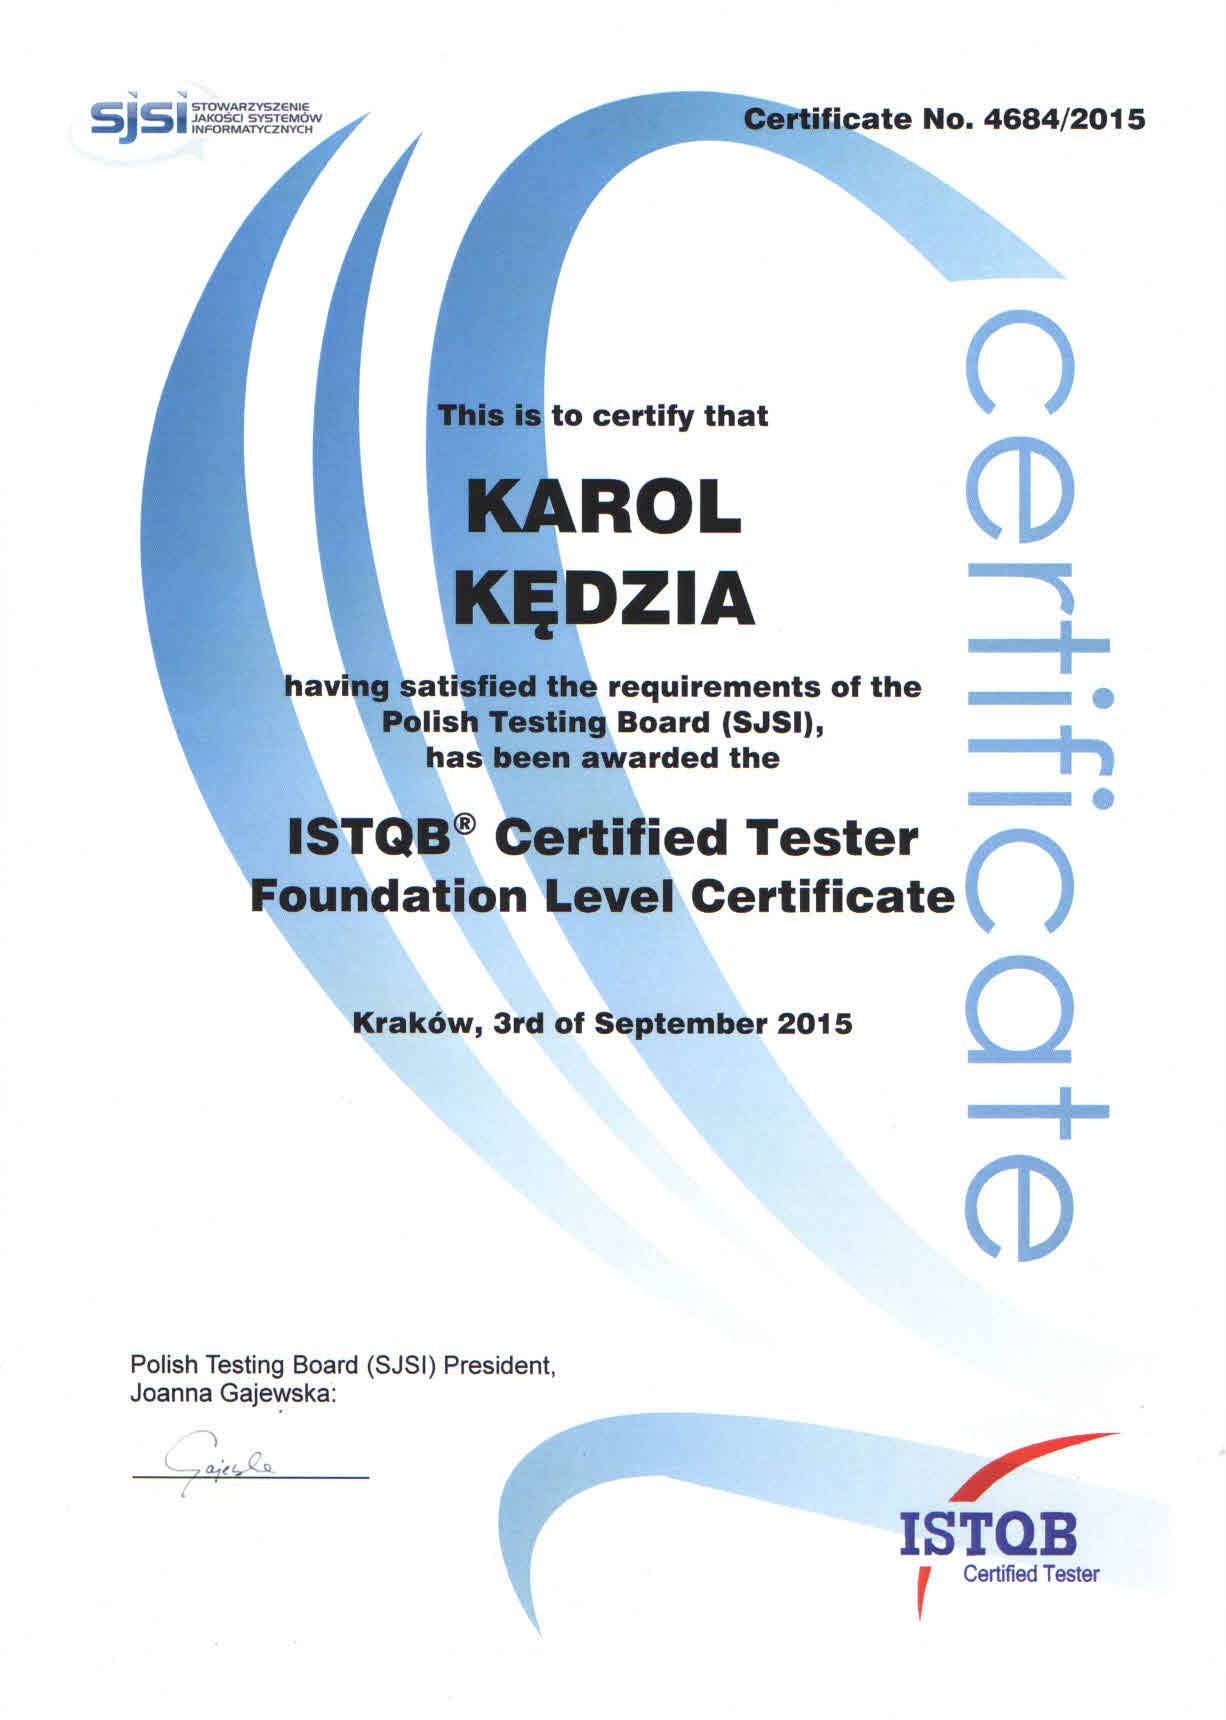 sjsi STOWARZYSZENIE
JAKOŚCI SYSTEMÓW
INFORMATYCZNYCH
Certificate No. 4684/2015
This is to certify that
KAROL
KĘDZIA
having satisfied the requirements of the
Polish Testing Board (SJSI),
has been awarded the
ISTQB® Certified Tester
Foundation Level Certificate
Kraków, 3rd of September 2015
certificate
Polish Testing Board (SJSI) President,
Joanna Gajewska:
ISTQB
Certified Tester